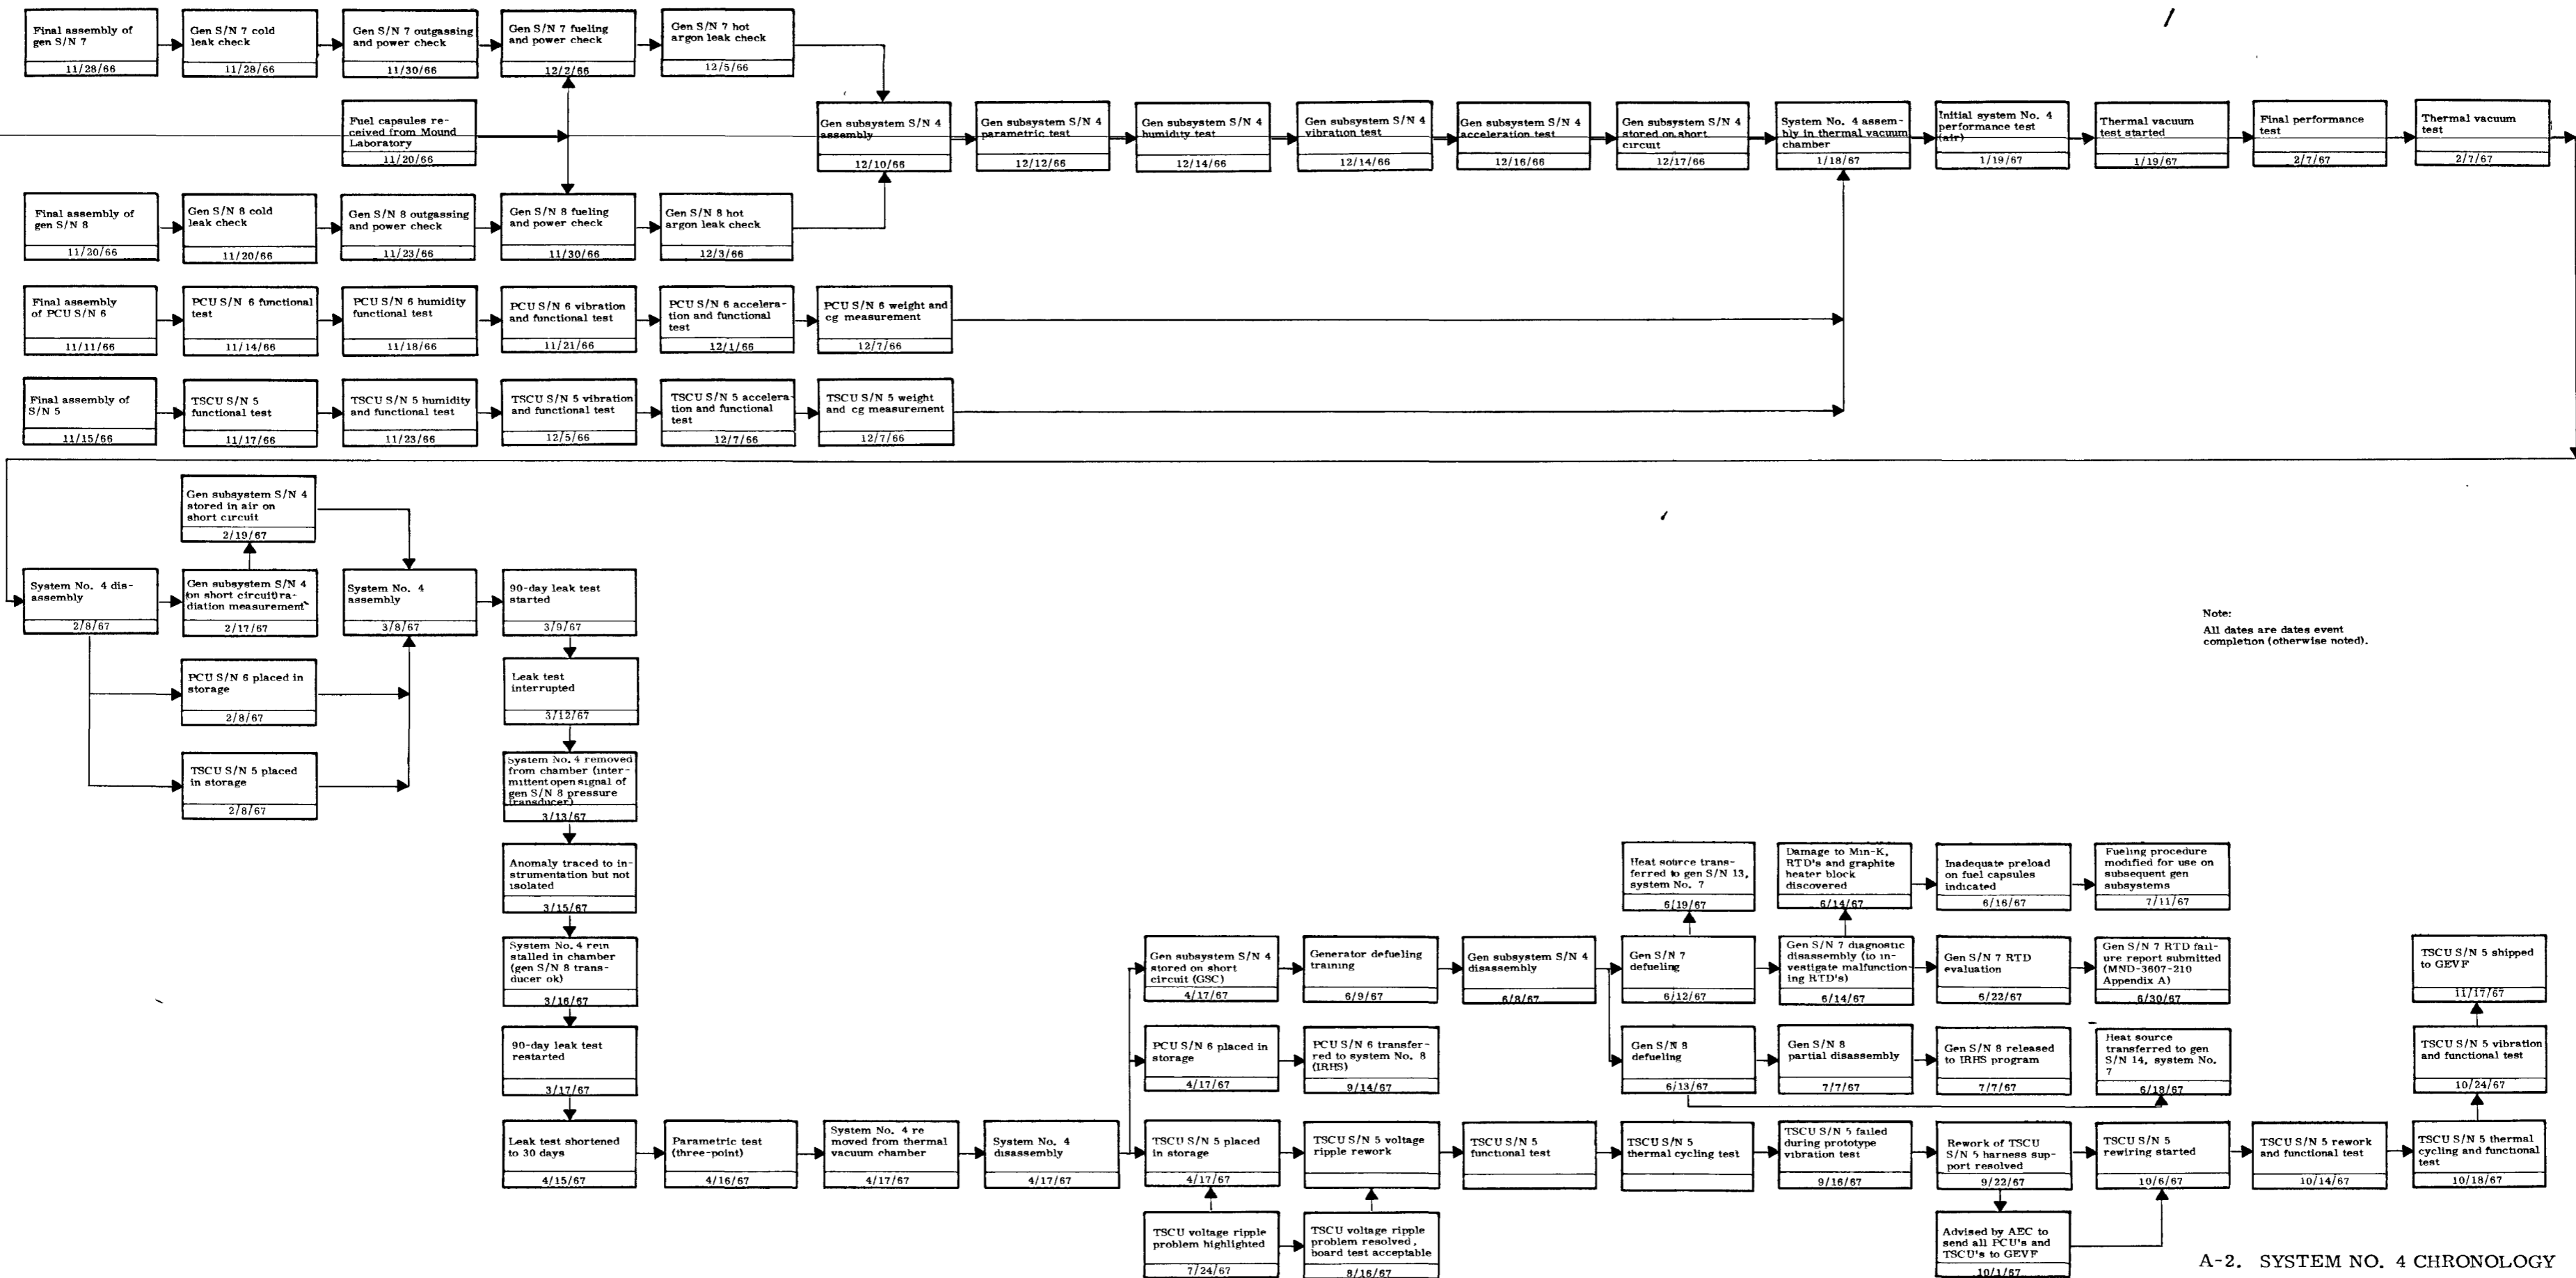 Final assembly of
gen S/N 7
11/28/66
Gen S/N 7 cold
leak check
11/28/66
Gen S/N 7 outgassing
and power check
11/30/66
Gen S/N 7 fueling
and power check
12/2/66
Gen S/N 7 hot
argon leak check
12/5/66
Fuel capsules re-
ceived from Mound
Laboratory
11/20/66
Gen subsystem S/N 4
assembly
12/10/66
Gen subsystem S/N 4
parametric test
12/12/66
Gen subsystem S/N 4
humidity test
12/14/66
Gen subsystem S/N 4
vibration test
12/14/66
Gen subsystem S/N 4
acceleration test
12/16/66
Gen subsystem S/N 4
stored on short
circuit
12/17/66
System No. 4 assem-
bly in thermal vacuum
chamber
1/18/67
Initial system No. 4
performance test
(air)
1/19/67
Thermal vacuum
test started
1/19/67
Final performance
test
2/7/67
Thermal vacuum
test
2/7/67
Final assembly of
gen S/N 8
11/20/66
Gen S/N 8 cold
leak check
11/20/66
Gen S/N 8 outgassing
and power check
11/23/66
Gen S/N 8 fueling
and power check
11/30/66
Gen S/N 8 hot
argon leak check
12/3/66
Final assembly
of PCU S/N 6
11/11/66
PCU S/N 6 functional
test
11/14/66
PCU S/N 6 humidity
functional test
11/18/66
PCU S/N 6 vibration
and functional test
11/21/66
PCU S/N 6 accelera-
tion and functional
test
12/1/66
PCU S/N 6 weight and
cg measurement
12/7/66
Final assembly of
S/N 5
11/15/66
TSCU S/N 5
functional test
11/17/66
TSCU S/N 5 humidity
and functional test
11/23/66
TSCU S/N 5 vibration
and functional test
12/5/66
TSCU S/N 5 accelera-
tion and functional
test
12/7/66
TSCU S/N 5 weight
and cg measurement
12/7/66
Gen subsystem S/N 4
stored in air on
short circuit
2/19/67
System No. 4 dis-
assembly
2/8/67
Gen subsystem S/N 4
(on short circuit) ra-
diation measurement
2/17/67
System No. 4
assembly
3/8/67
90-day leak test
started
3/9/67
Note:
All dates are dates event
completion (otherwise noted).
PCU S/N 6 placed in
storage
2/8/67
Leak test
interrupted
3/12/67
TSCU S/N 5 placed
in storage
2/8/67
System No. 4 removed
from chamber (inter-
mittent open signal of
gen S/N 8 pressure
transducer)
3/13/67
Anomaly traced to in-
strumentation but not
isolated
3/15/67
Heat source trans-
ferred to gen S/N 13,
system No. 7
6/19/67
Damage to Min-K,
RTD's and graphite
heater block
discovered
6/14/67
Inadequate preload
on fuel capsules
indicated
6/16/67
Fueling procedure
modified for use on
subsequent gen
subsystems
7/11/67
System No. 4 rein
stalled in chamber
(gen S/N 8 trans-
ducer ok)
3/16/67
Gen subsystem S/N 4
stored on short
circuit (GSC)
4/17/67
Generator defueling
training
6/9/67
Gen subsystem S/N 4
disassembly
6/8/67
Gen S/N 7
defueling
6/12/67
Gen S/N 7 diagnostic
disassembly (to in-
vestigate malfunction-
ing RTD's)
6/14/67
Gen S/N 7 RTD
evaluation
6/22/67
Gen S/N 7 RTD fail-
ure report submitted
(MND-3607-210
Appendix A)
6/30/67
TSCU S/N 5 shipped
to GEVF
11/17/67
90-day leak test
restarted
3/17/67
PCU S/N 6 placed in
storage
4/17/67
PCU S/N 6 transfer-
red to system No. 8
(IRHS)
9/14/67
Gen S/N 8
defueling
6/13/67
Gen S/N 8
partial disassembly
7/7/67
Gen S/N 8 released
to IRHS program
7/7/67
Heat source
transferred to gen
S/N 14, system No.
7
6/18/67
TSCU S/N 5 vibration
and functional test
10/24/67
Leak test shortened
to 30 days
4/15/67
Parametric test
(three-point)
4/16/67
System No. 4 re
moved from thermal
vacuum chamber
4/17/67
System No. 4
disassembly
4/17/67
TSCU S/N 5 placed
in storage
4/17/67
TSCU S/N 5 voltage
ripple rework
TSCU S/N 5
functional test
TSCU S/N 5
thermal cycling test
TSCU S/N 5 failed
during prototype
vibration test
9/16/67
Rework of TSCU
S/N 5 harness sup-
port resolved
9/22/67
TSCU S/N 5
rewiring started
10/6/67
TSCU S/N 5 rework
and functional test
10/14/67
TSCU S/N 5 thermal
cycling and functional
test
10/18/67
TSCU voltage ripple
problem highlighted
7/24/67
TSCU voltage ripple
problem resolved,
board test acceptable
8/16/67
Advised by AEC to
send all PCU's and
TSCU's to GEVF
10/1/67
A-2. SYSTEM NO. 4 CHRONOLOGY